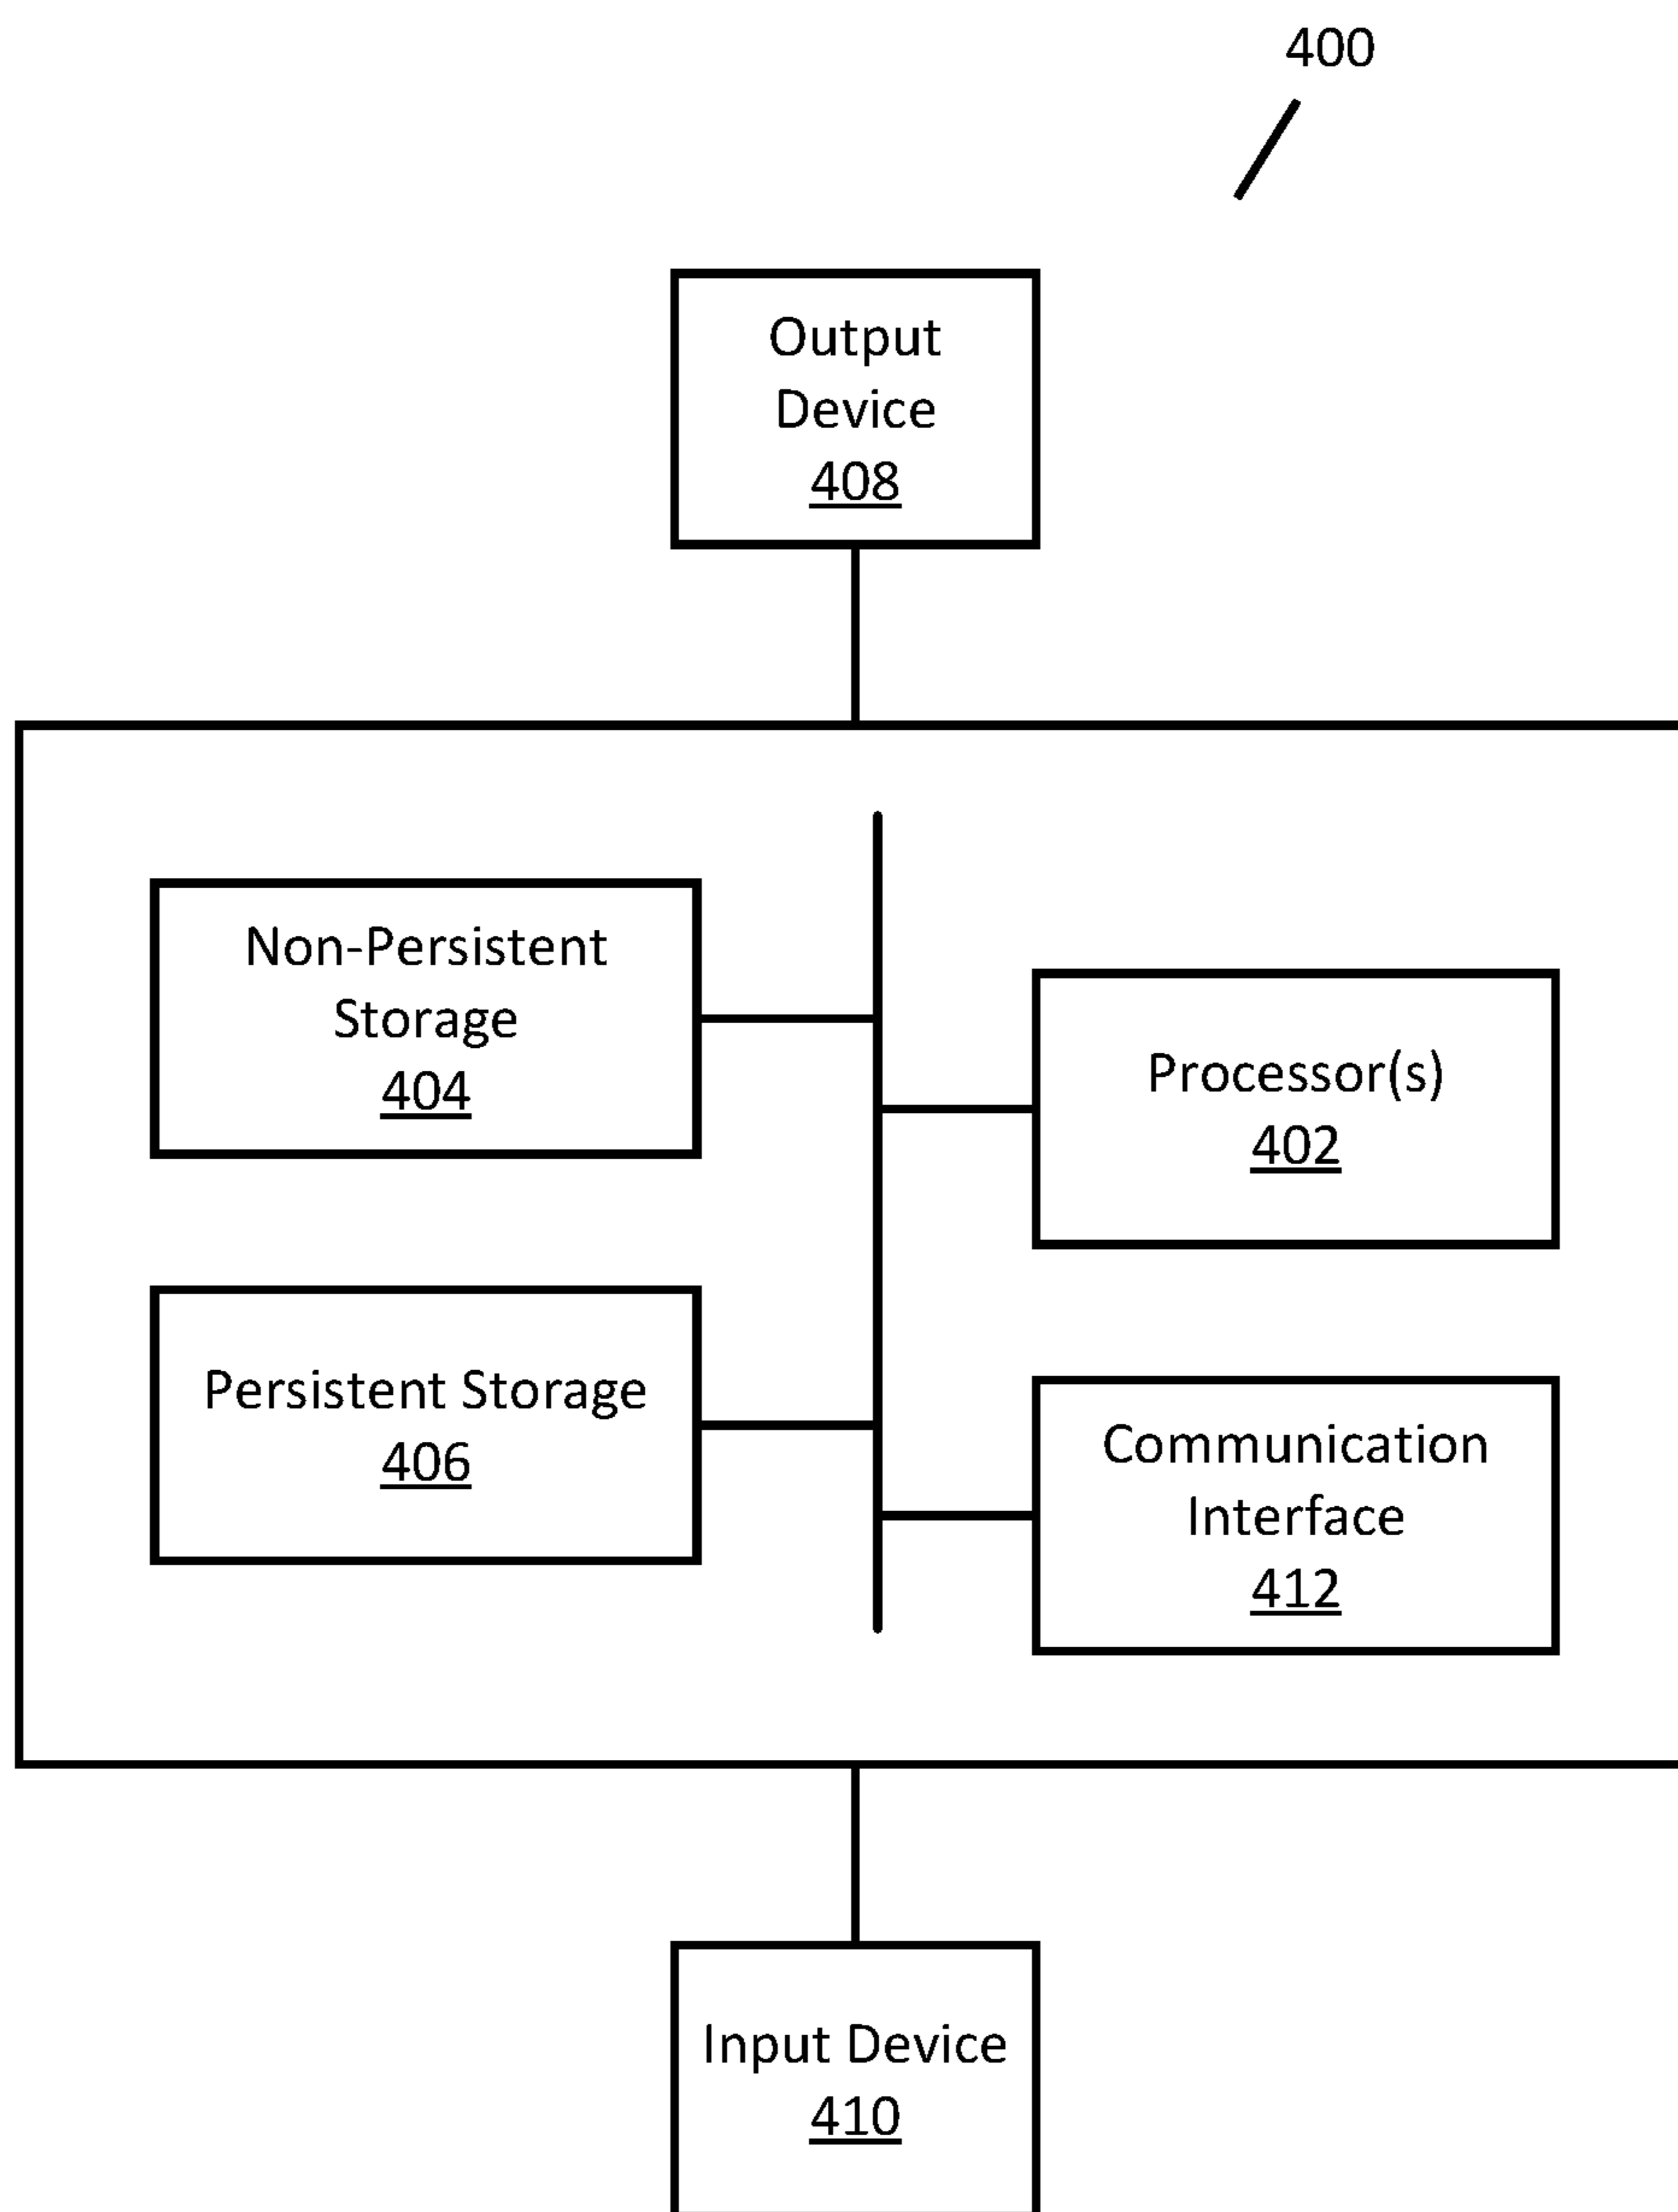 400
Output
Device
408
Non-Persistent
Storage
404
Processor(s)
402
Persistent Storage
406
Communication
Interface
412
Input Device
410